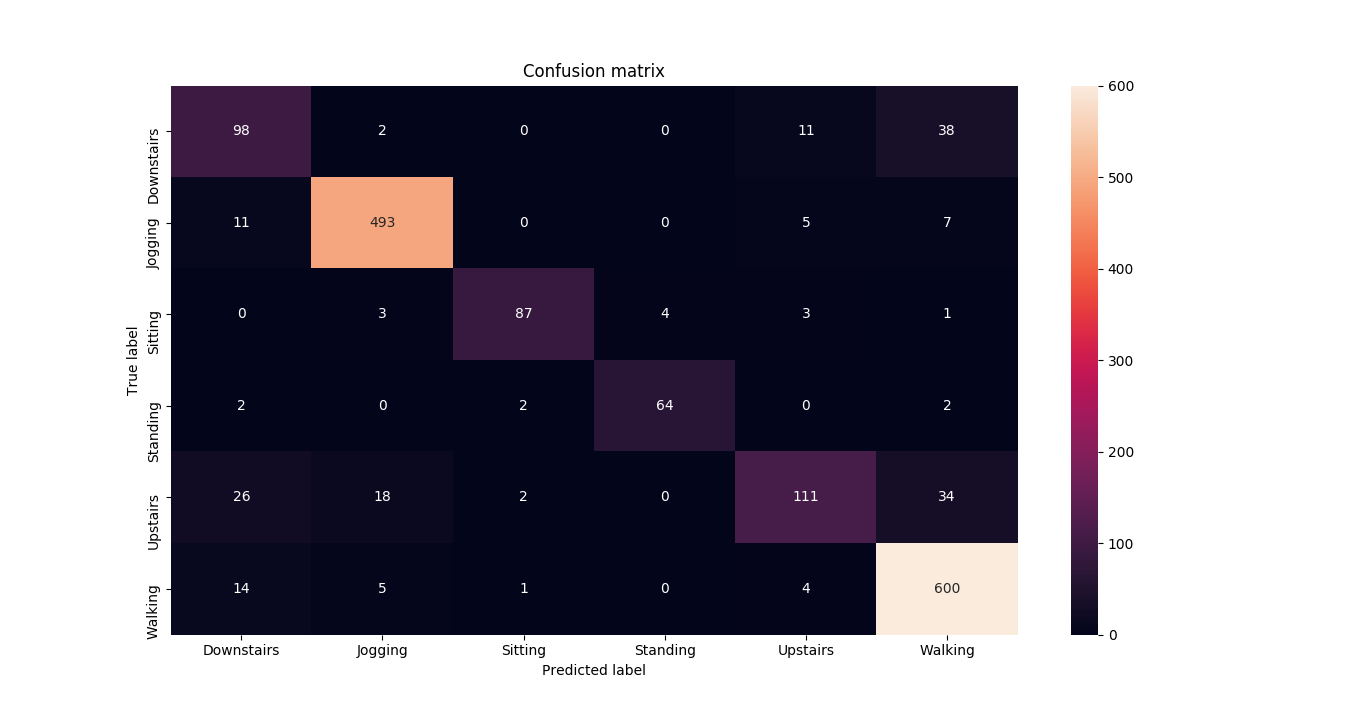 Confusion matrix
True label
Downstairs 98 2 0 0 11 38
Jogging 11 493 0 0 5 7
Sitting 0 3 87 4 3 1
Standing 2 0 2 64 0 2
Upstairs 26 18 2 0 111 34
Walking 14 5 1 0 4 600
Downstairs Jogging Sitting Standing Upstairs Walking
Predicted label
600
500
400
300
200
100
0